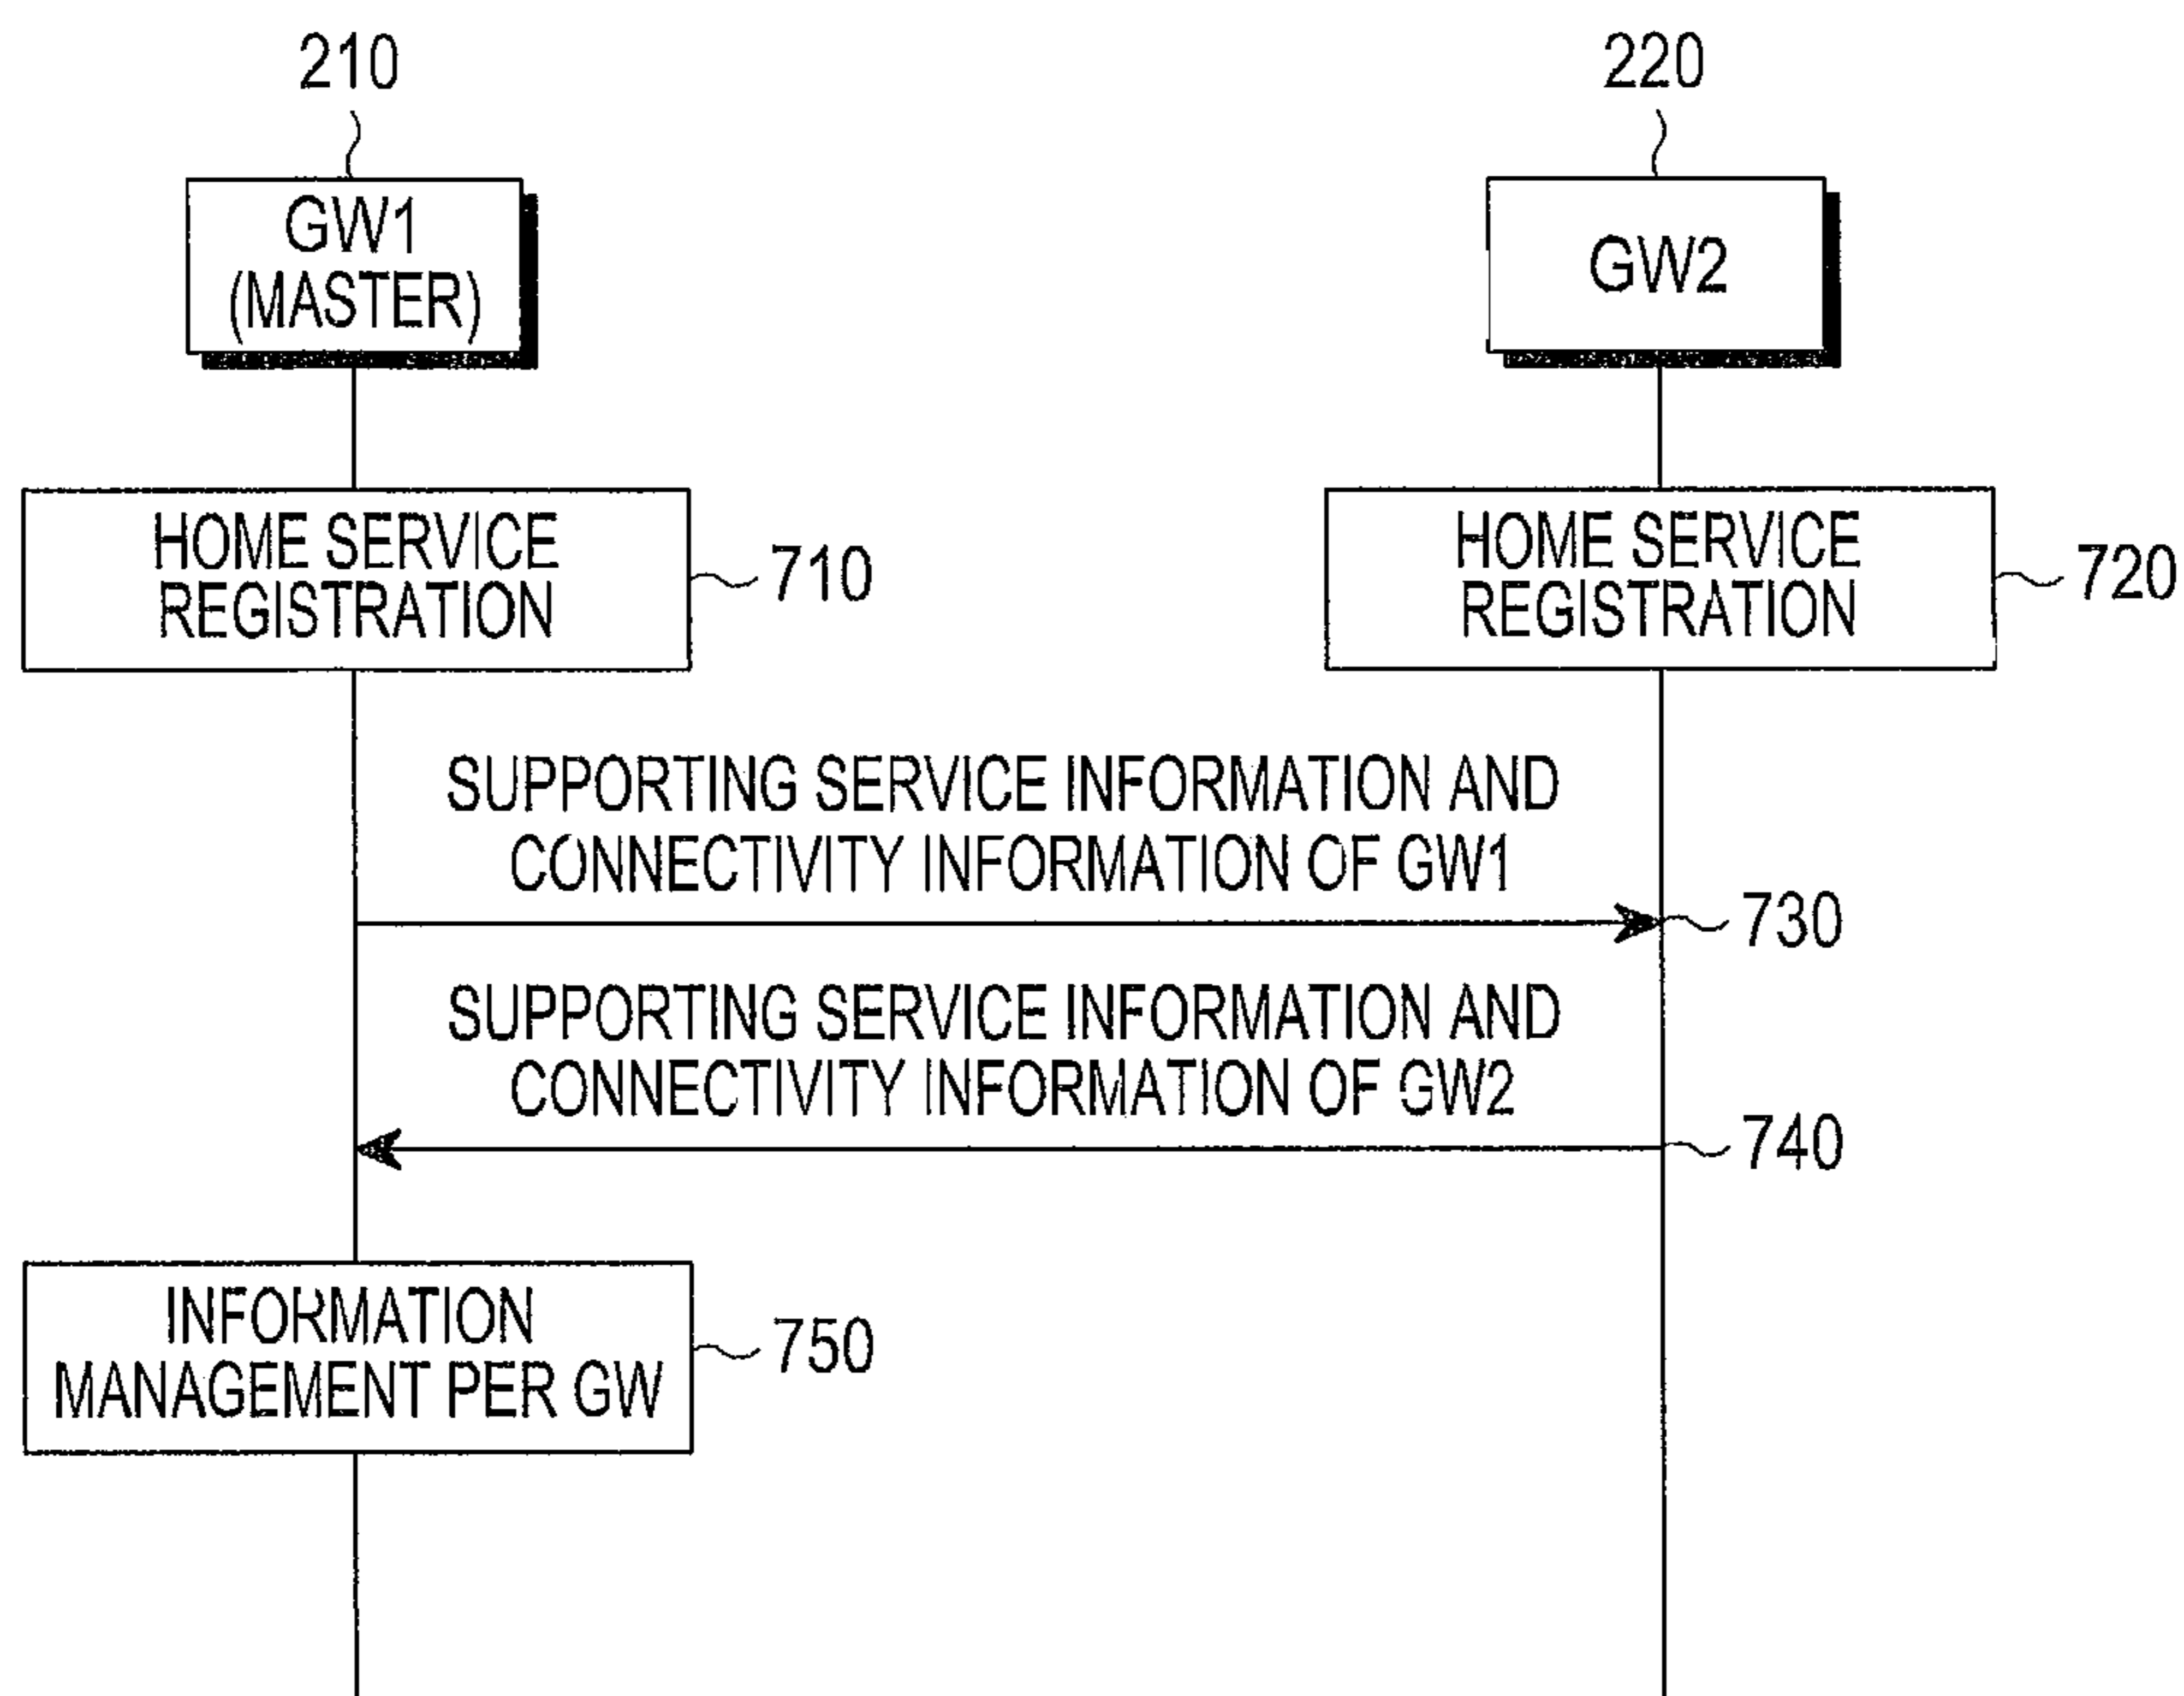 210
220
GW1
(MASTER)
GW2
HOME SERVICE
REGISTRATION
710
HOME SERVICE
REGISTRATION
720
SUPPORTING SERVICE INFORMATION AND
CONNECTIVITY INFORMATION OF GW1
730
SUPPORTING SERVICE INFORMATION AND
CONNECTIVITY INFORMATION OF GW2
740
INFORMATION
MANAGEMENT PER GW
750